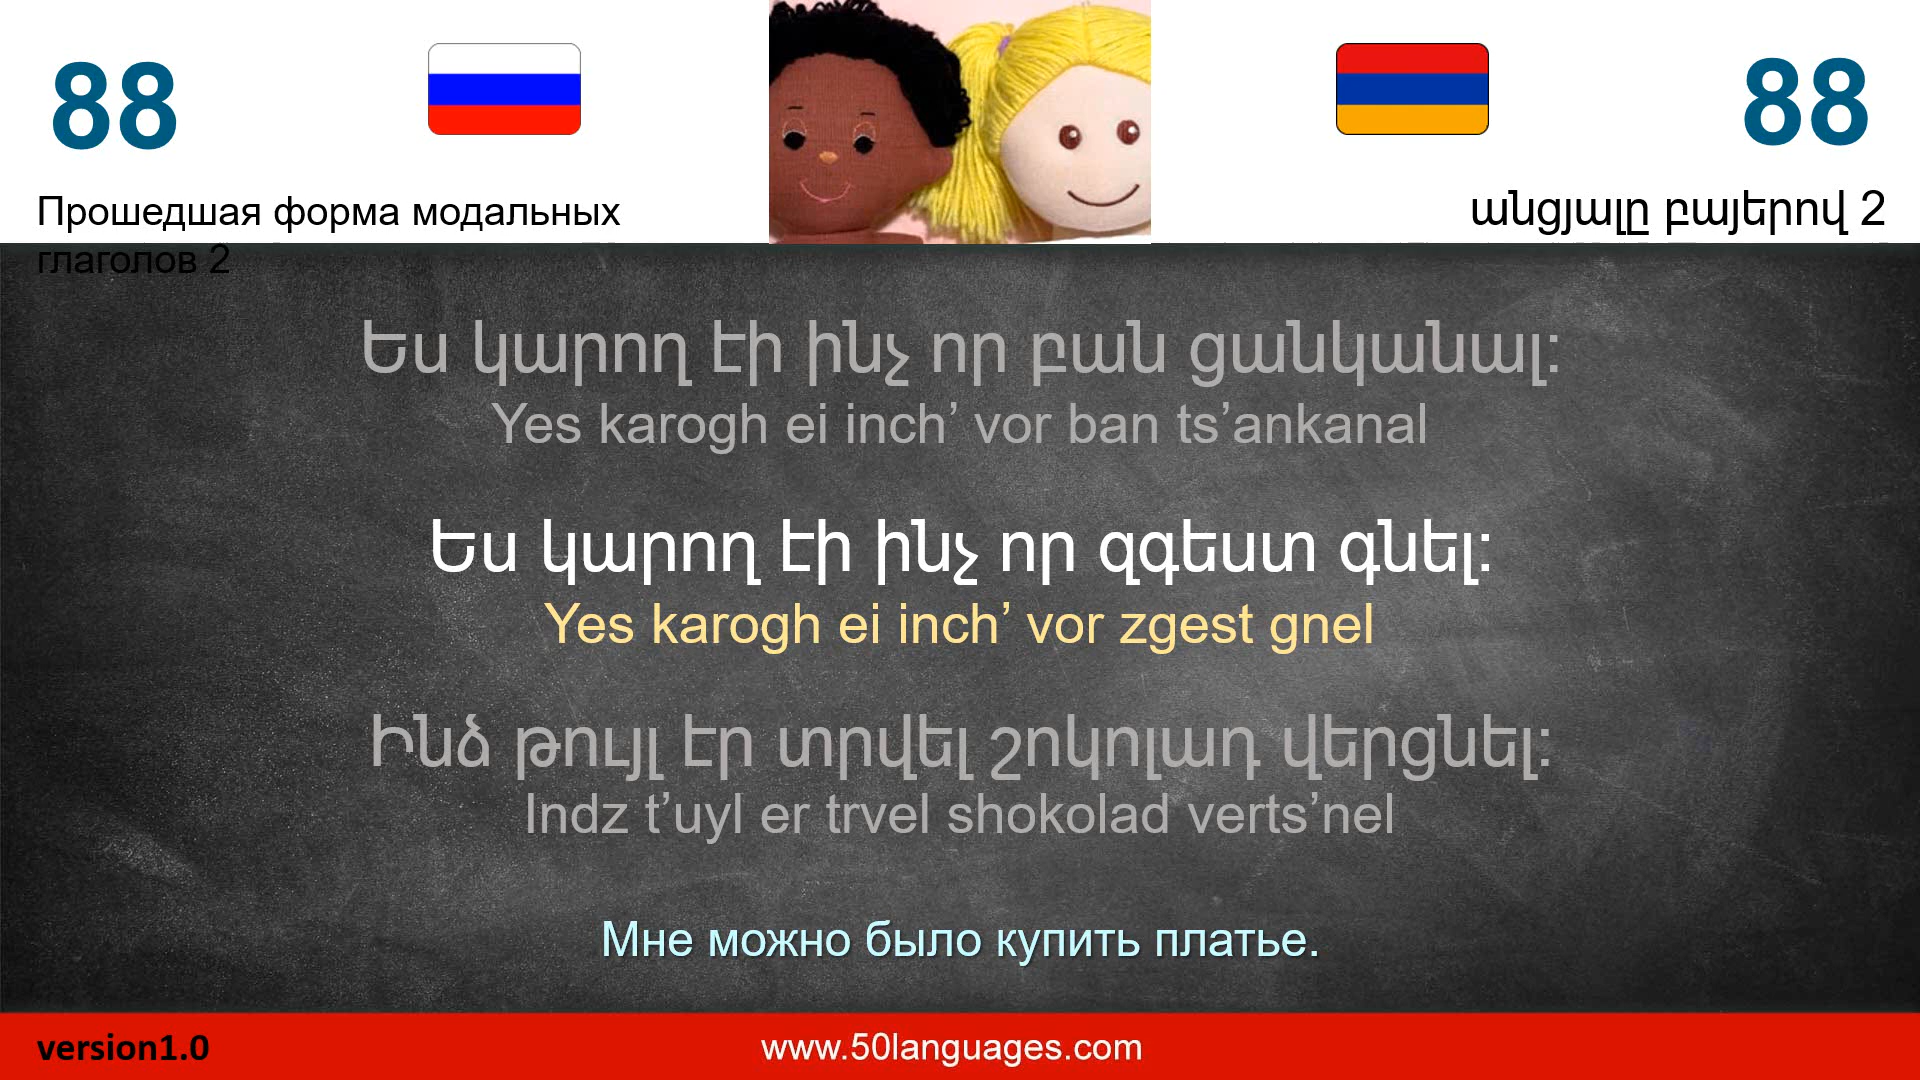 88
88
Прошедшая форма модальных
глаголов 2
անցյալը բայերով 2
Ես կարող էի ինչ որ բան ցանկանալ:
Yes karogh ei inch’ vor ban ts’ankanal
Ես կարող էի ինչ որ զգեստ գնել:
Yes karogh ei inch’ vor zgest gnel
Ինձ թույլ էր տրվել շոկոլադ վերցնել:
Indz t’uyl er trvel shokolad verts’nel
Мне можно было купить платье.
version1.0
www.50languages.com